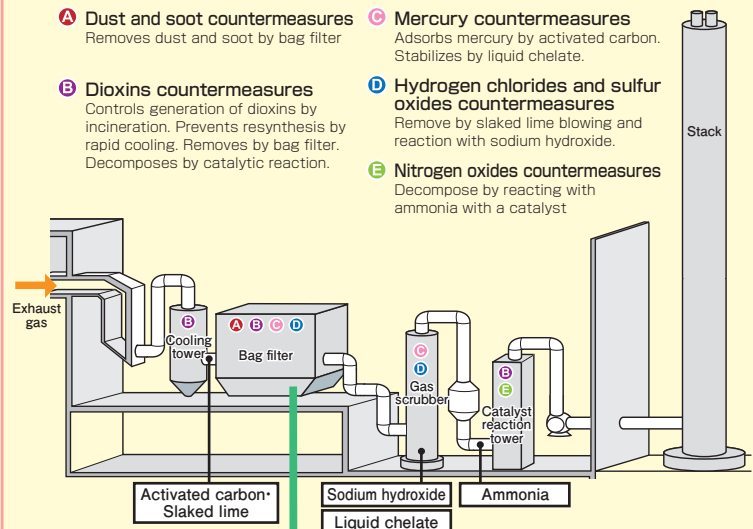 A Dust and soot countermeasures
Removes dust and soot by bag filter
B Dioxins countermeasures
Controls generation of dioxins by
incineration. Prevents resynthesis by
rapid cooling. Removes by bag filter.
Decomposes by catalytic reaction.
C Mercury countermeasures
Adsorbs mercury by activated carbon.
Stabilizes by liquid chelate.
D Hydrogen chlorides and sulfur
oxides countermeasures
Remove by slaked lime blowing and
reaction with sodium hydroxide.
E Nitrogen oxides countermeasures
Decompose by reacting with
ammonia with a catalyst
Stack
Exhaust
gas
B
Cooling
tower
A B C D
Bag filter
C
D
Gas
scrubber
B
E
Catalyst
reaction
tower
Activated carbon・
Slaked lime
Sodium hydroxide
Liquid chelate
Ammonia